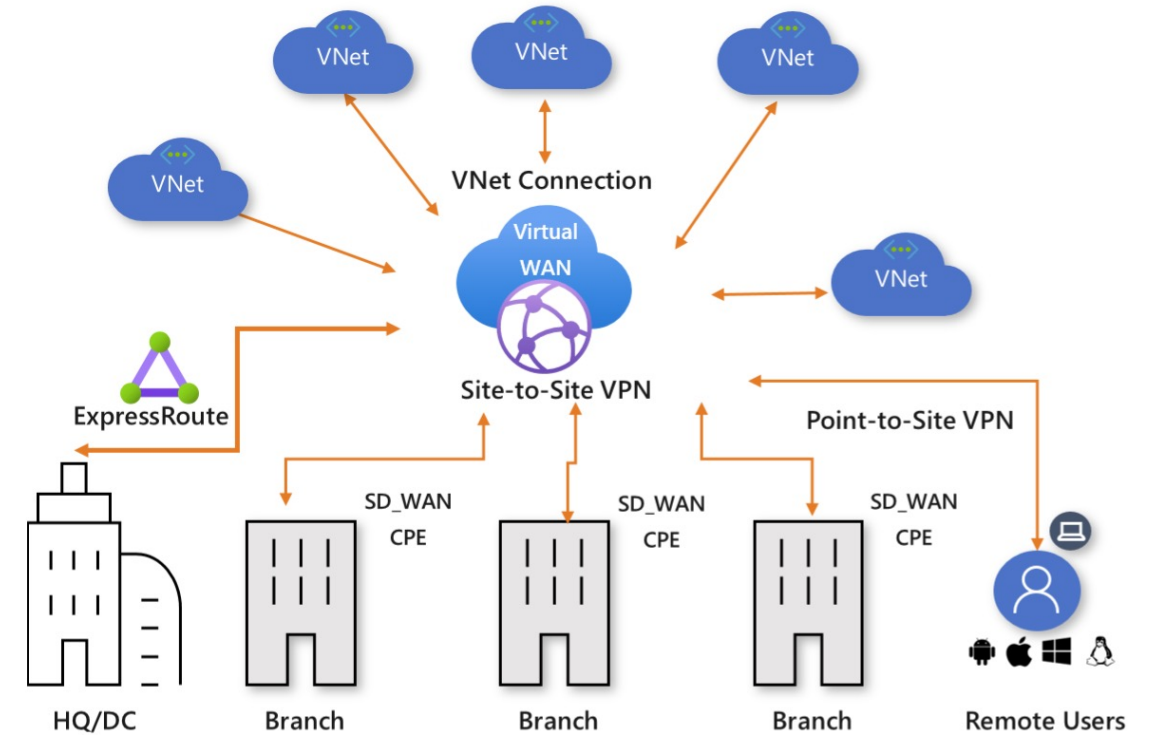 VNet
VNet
VNet
VNet
VNet Connection
Virtual
WAN
VNet
Site-to-Site VPN
ExpressRoute
Point-to-Site VPN
SD_WAN
CPE
SD_WAN
CPE
SD_WAN
CPE
HQ/DC
Branch
Branch
Branch
Remote Users